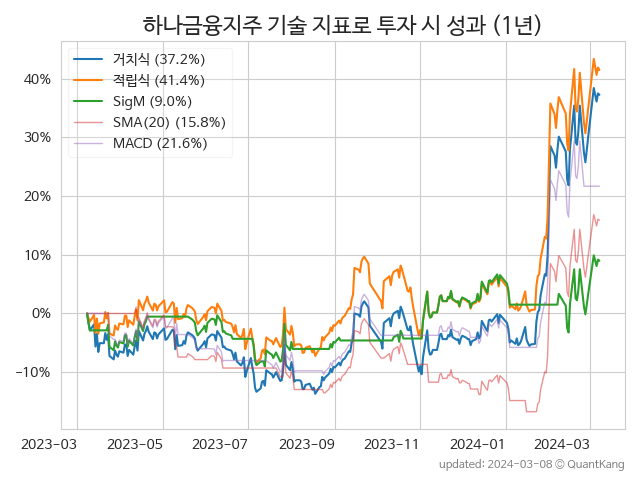 하나금융지주 기술 지표로 투자 시 성과 (1년)
거치식 (37.2%)
적립식 (41.4%)
SigM (9.0%)
SMA(20) (15.8%)
MACD (21.6%)
40%
30%
20%
10%
0%
−10%
2023−03 2023−05 2023−07 2023−09 2023−11 2024−01 2024−03
updated: 2024-03-08 © QuantKang